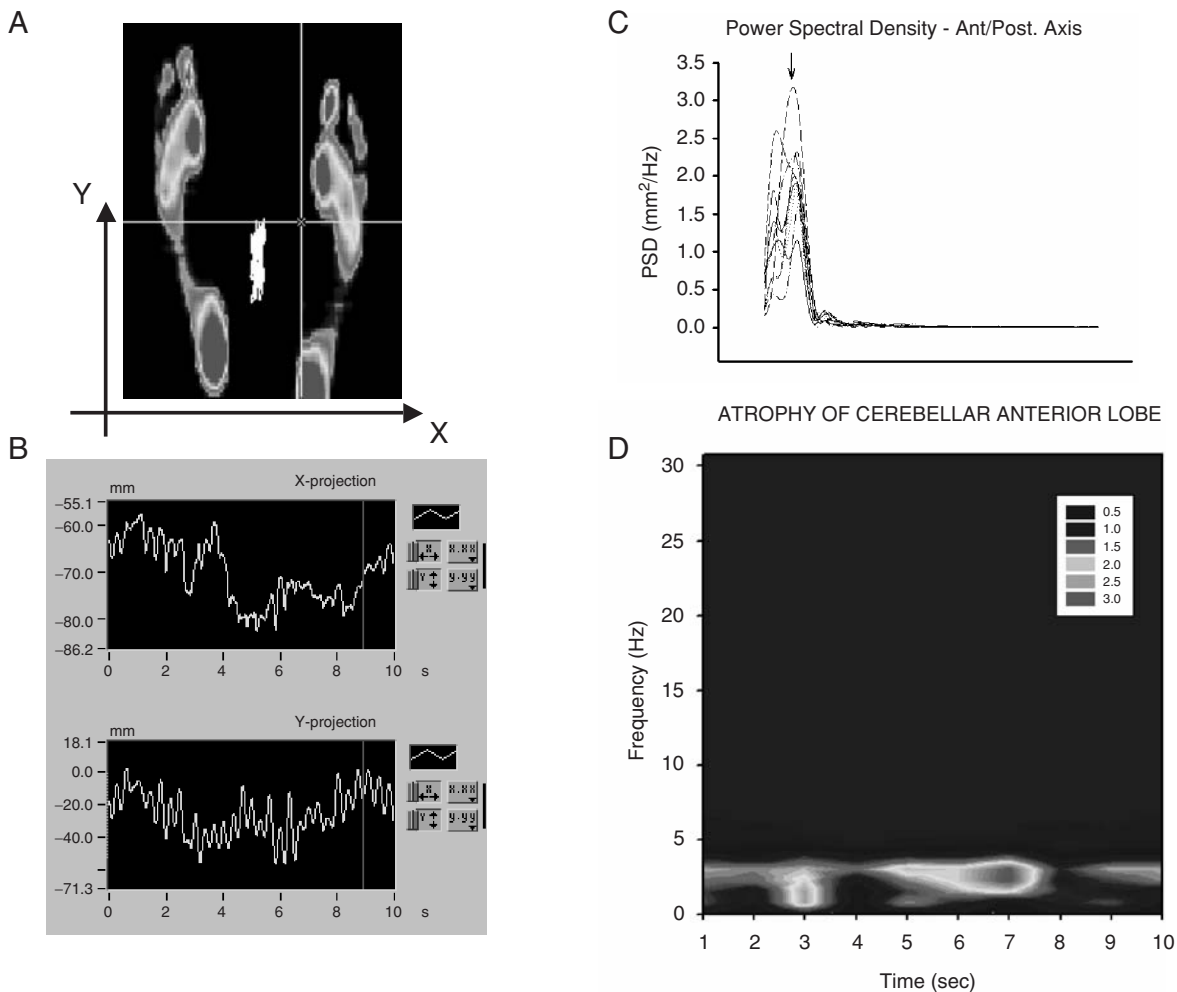 A
Y
X
B
X-projection
mm
−55.1
−60.0
−70.0
−80.0
−86.2
0 2 4 6 8 10 s
X
X.XX
Y
y.yy
Y-projection
mm
18.1
0.0
−20.0
−40.0
−71.3
0 2 4 6 8 10 s
X
X.XX
Y
y.yy
C
Power Spectral Density - Ant/Post. Axis
PSD (mm²/Hz)
3.5
3.0
2.5
2.0
1.5
1.0
0.5
0.0
ATROPHY OF CEREBELLAR ANTERIOR LOBE
D
Frequency (Hz)
30
25
20
15
10
5
0
0.5
1.0
1.5
2.0
2.5
3.0
1 2 3 4 5 6 7 8 9 10
Time (sec)